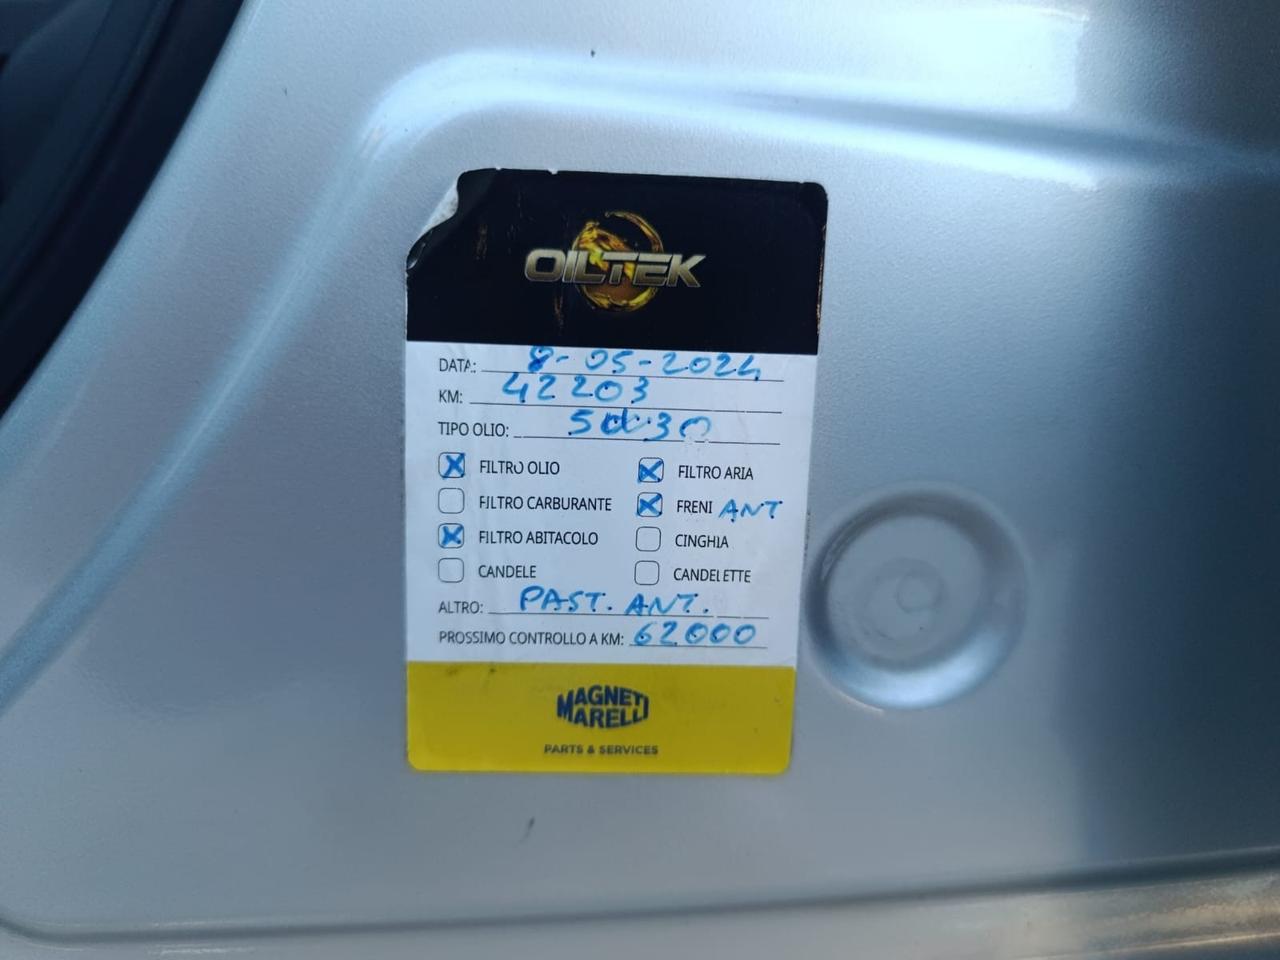 OILTEK
DATA: 8-05-2024
KM: 42203
TIPO OLIO: 5W30
FILTRO OLIO FILTRO ARIA
FILTRO CARBURANTE FRENI ANT
FILTRO ABITACOLO CINGHIA
CANDELE CANDELETTE
ALTRO: PAST. ANT.
PROSSIMO CONTROLLO A KM: 62000
MAGNETI
MARELLI
PARTS & SERVICES